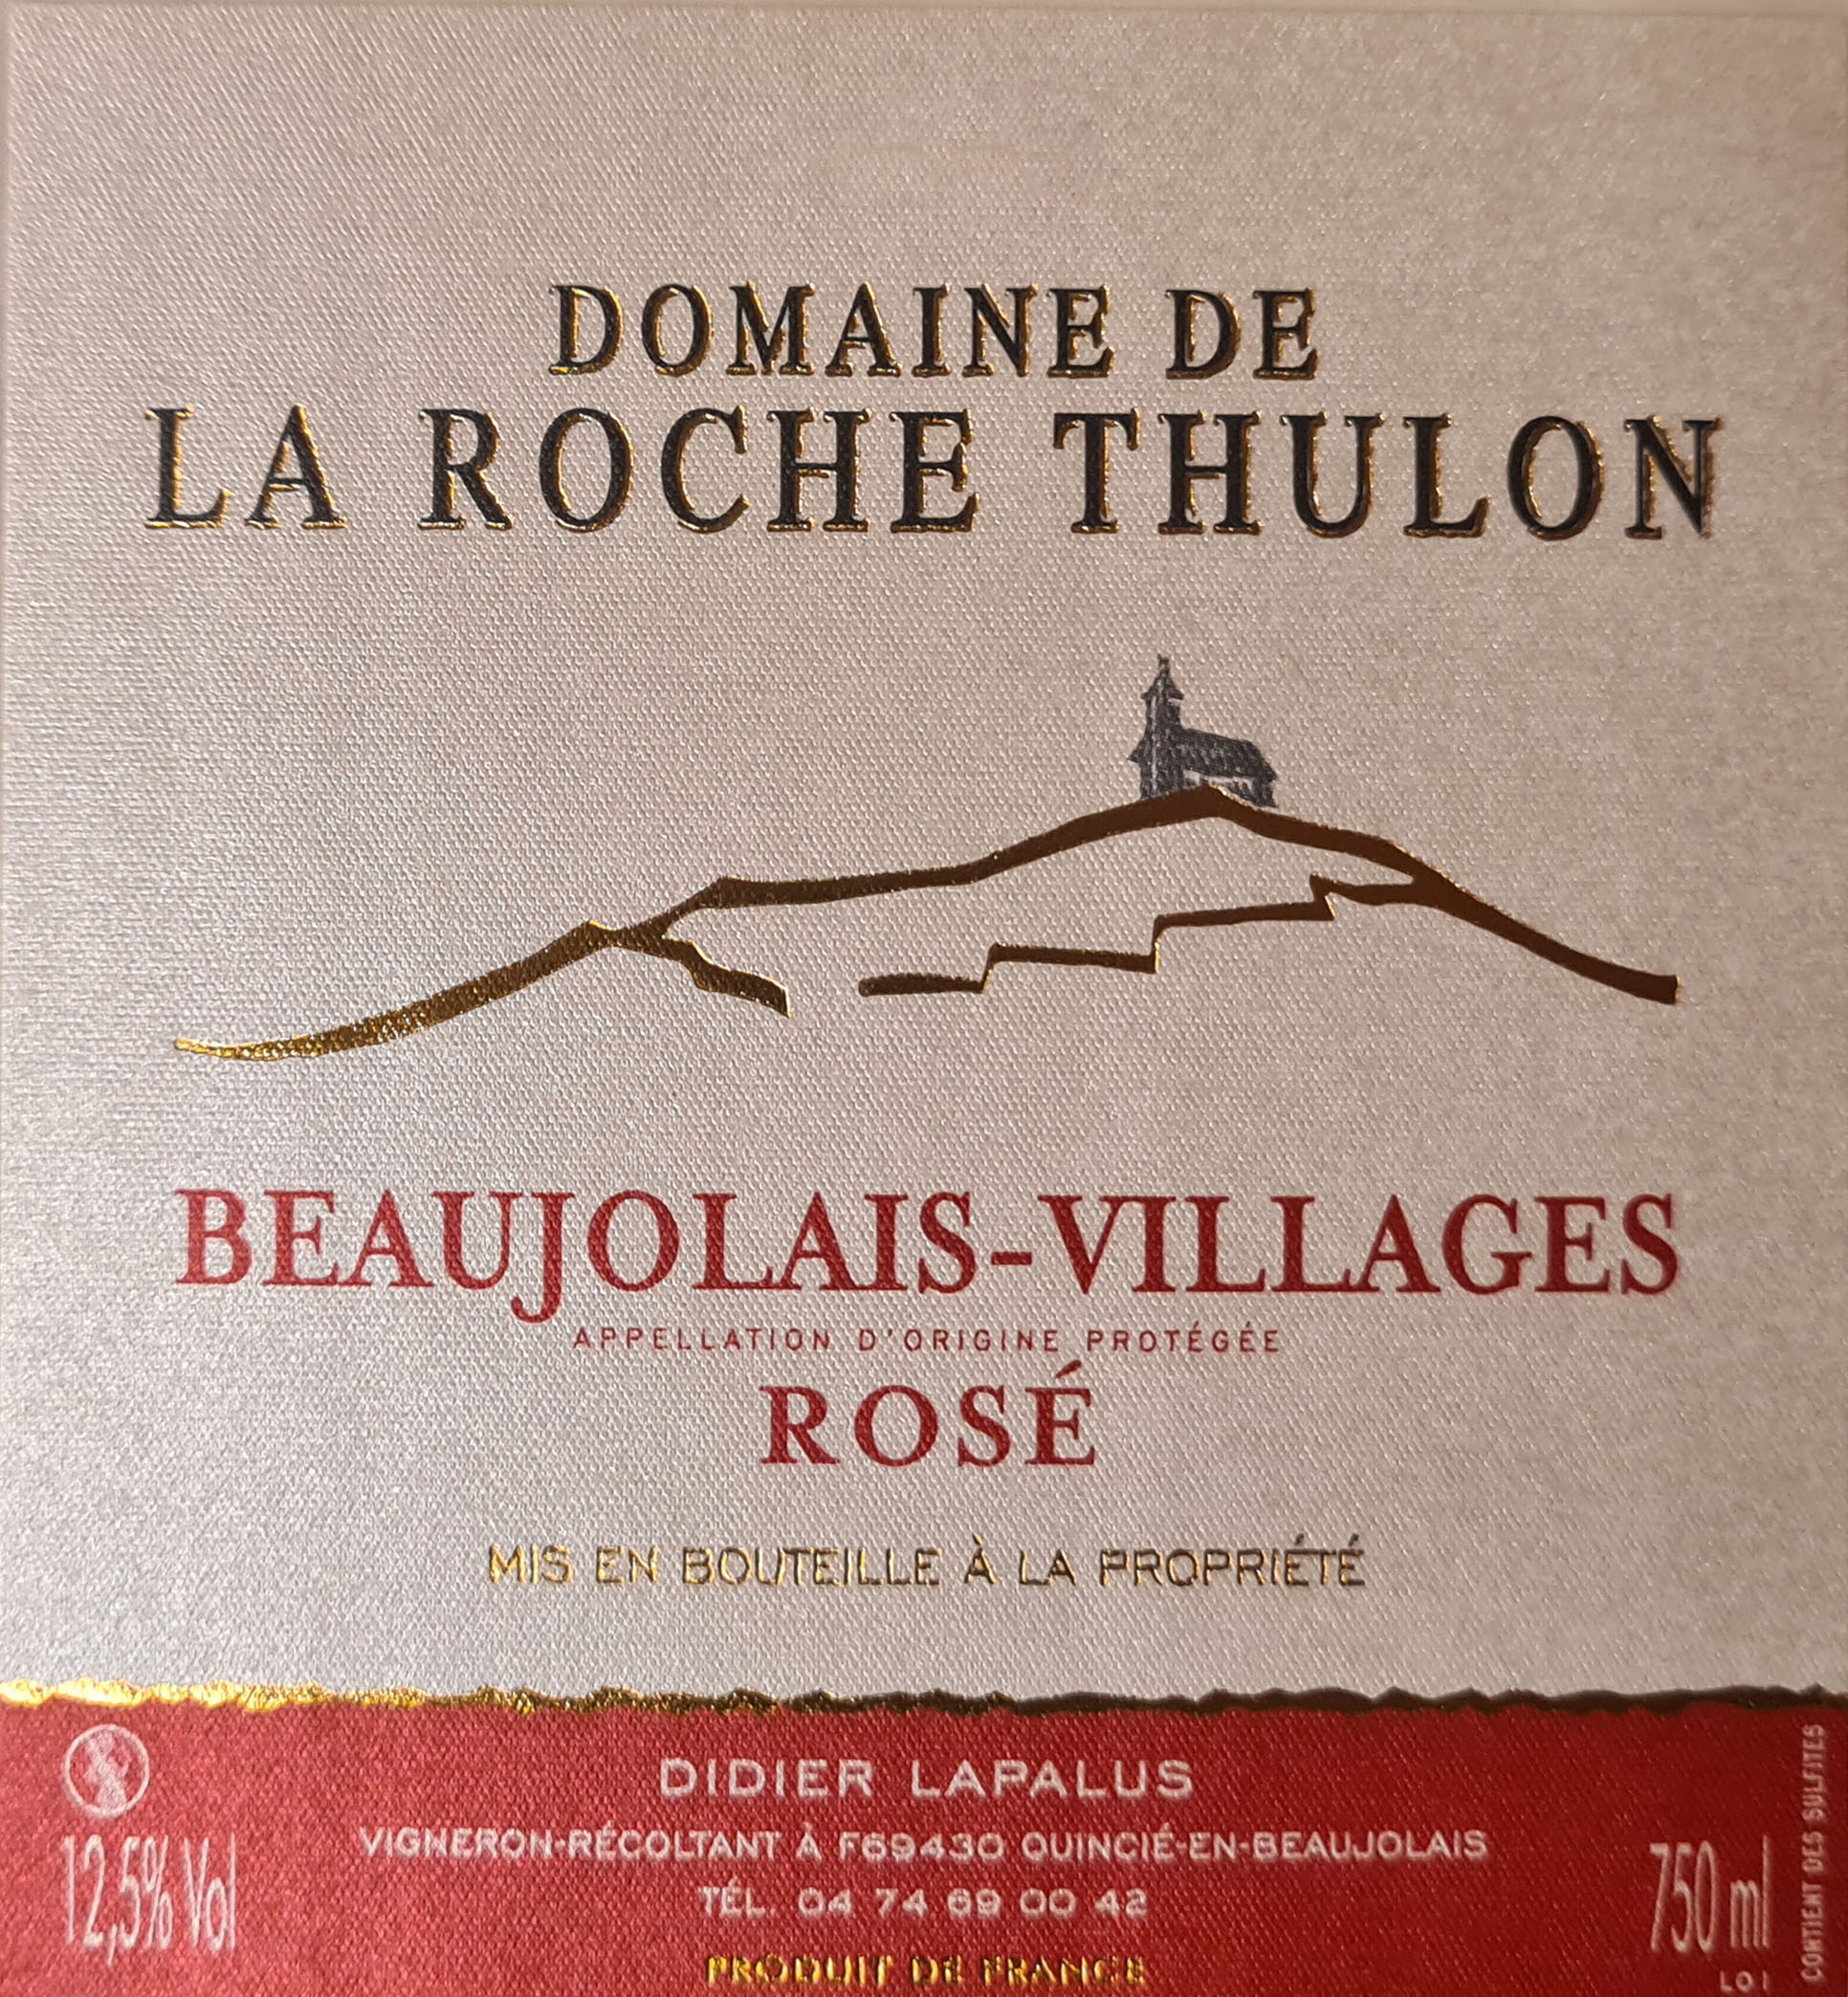 DOMAINE DE
LA ROCHE THULON
BEAUJOLAIS-VILLAGES
APPELLATION D'ORIGINE PROTÉGÉE
ROSÉ
MIS EN BOUTEILLE À LA PROPRIÉTÉ
DIDIER LAPALUS
VIGNERON-RÉCOLTANT À F69430 QUINCIÉ-EN-BEAUJOLAIS
TÉL. 04 74 69 00 42
PRODUIT DE FRANCE
12,5% Vol
750 ml
L01
CONTIENT DES SULFITES